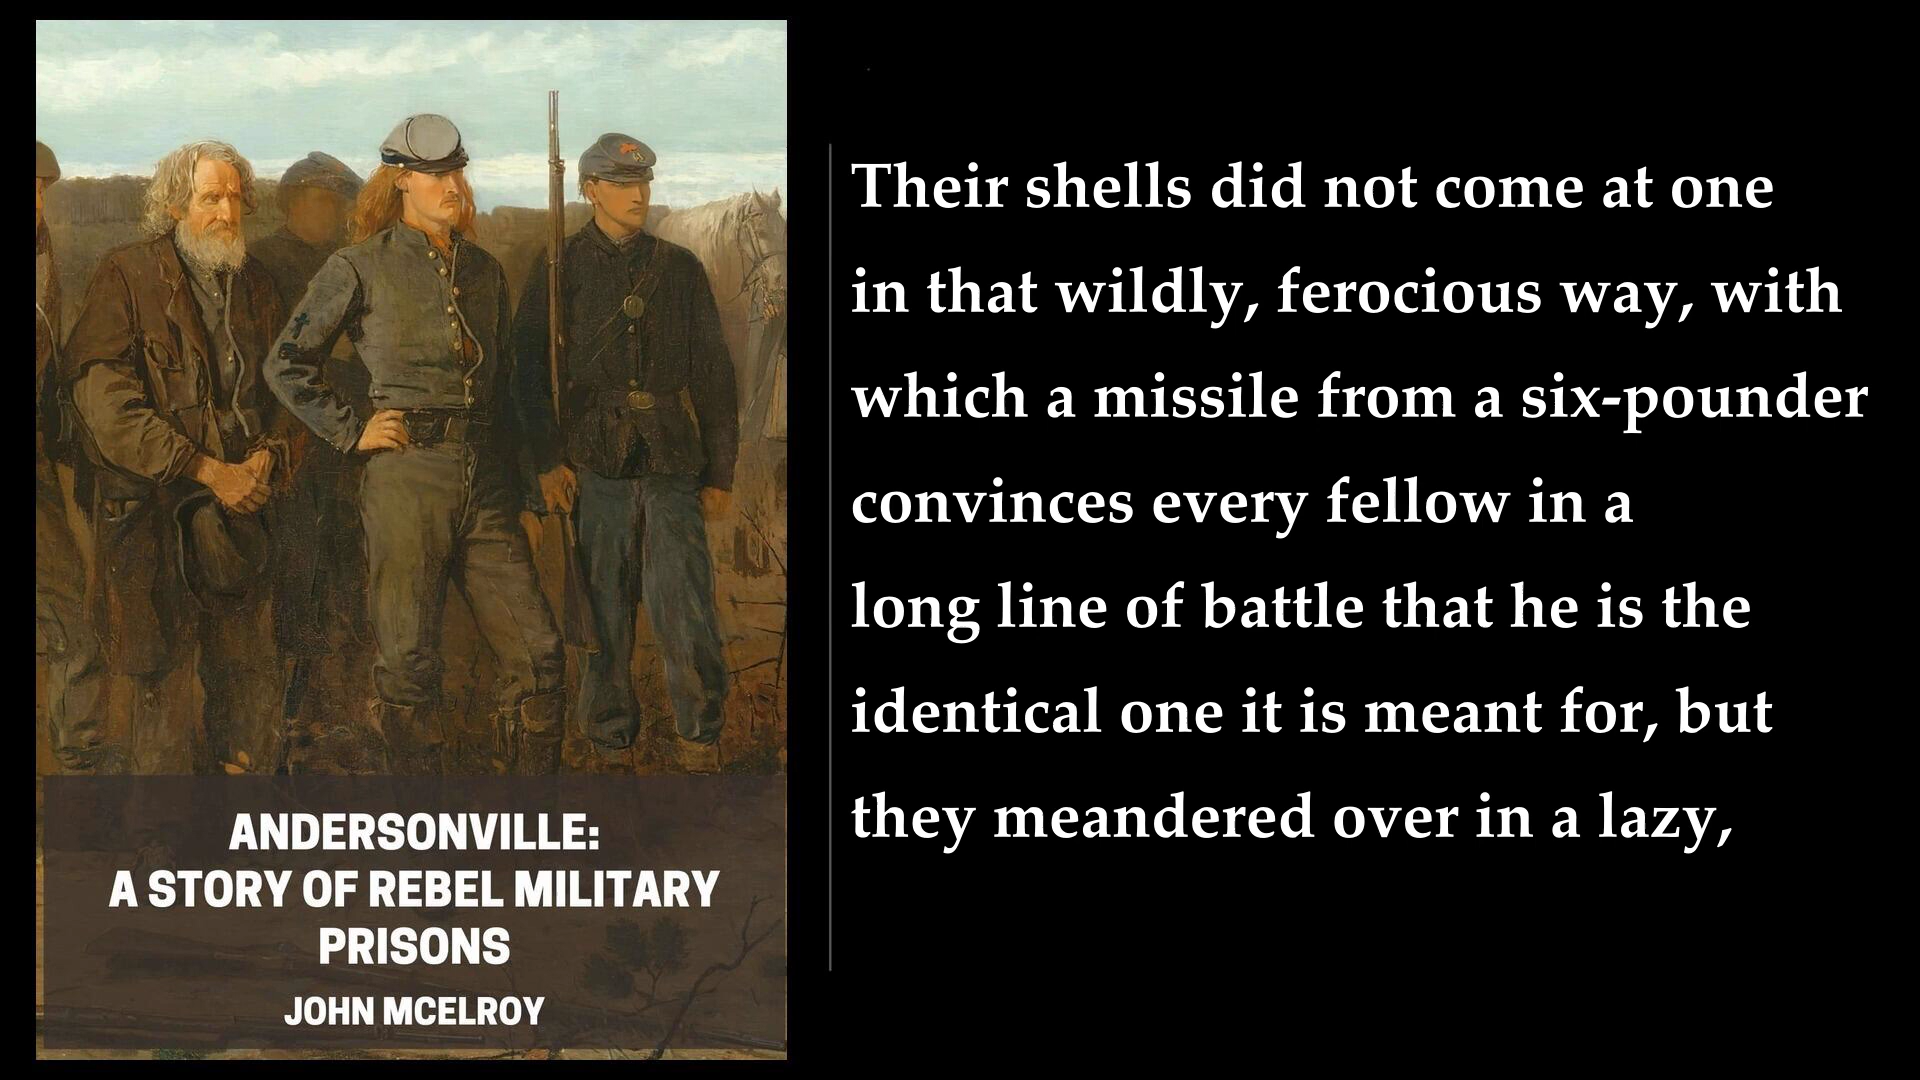 ANDERSONVILLE:
A STORY OF REBEL MILITARY
PRISONS
JOHN MCELROY
Their shells did not come at one
in that wildly, ferocious way, with
which a missile from a six-pounder
convinces every fellow in a
long line of battle that he is the
identical one it is meant for, but
they meandered over in a lazy,